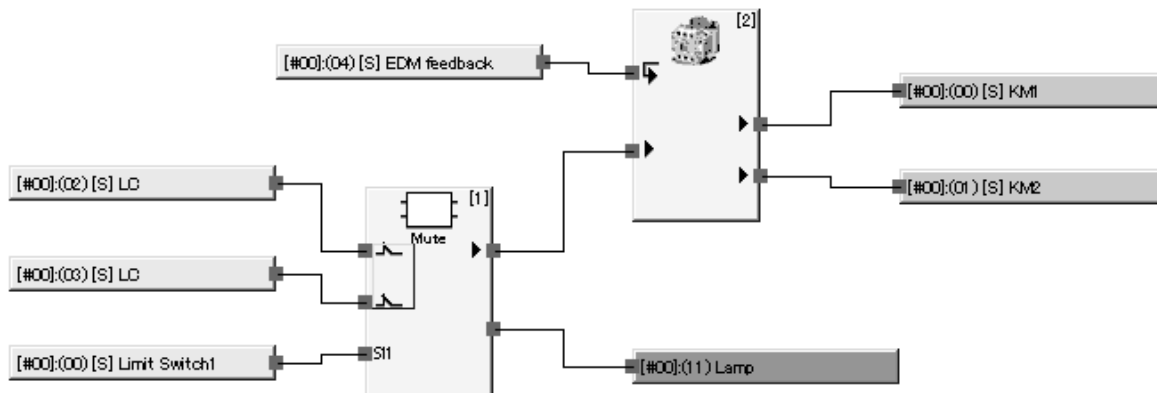 [2]
[#00]:(04) [S] EDM feedback
[#00]:(00) [S] KM1
[#00]:(01) [S] KM2
[#00]:(02) [S] LC
[1]
Mute
[#00]:(03) [S] LC
[#00]:(00) [S] Limit Switch1
SI1
[#00]:(11) Lamp